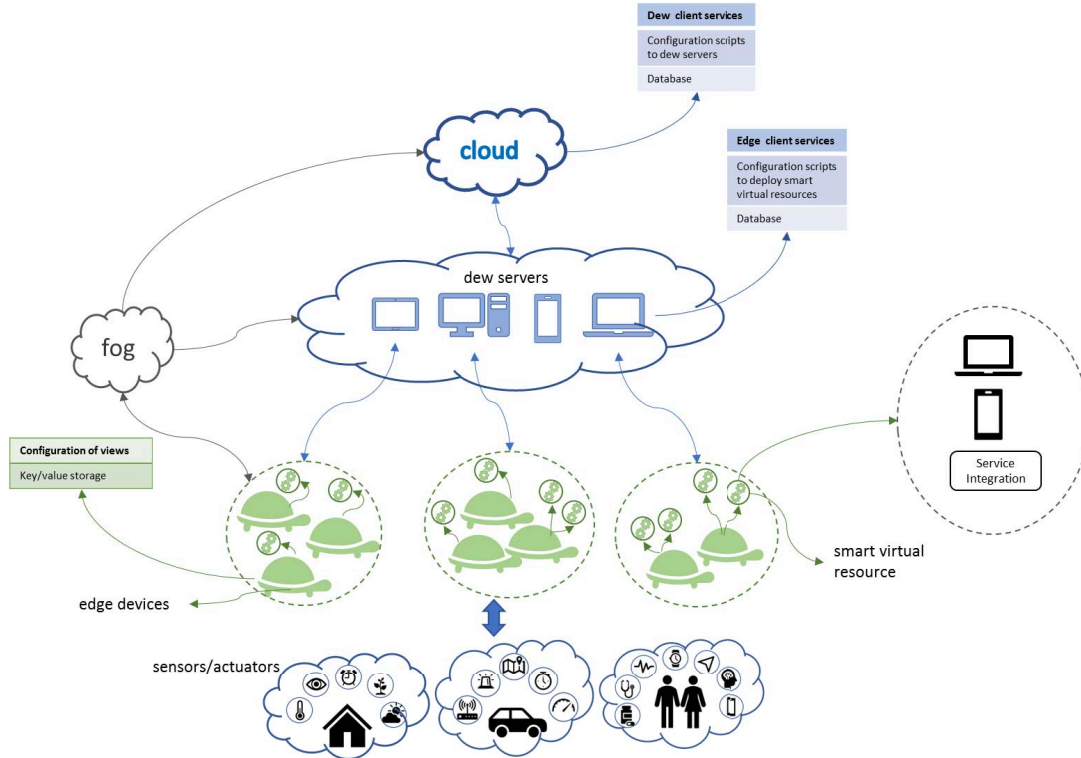 Dew client services
Configuration scripts
to dew servers
Database
cloud
Edge client services
Configuration scripts
to deploy smart
virtual resources
Database
dew servers
fog
Configuration of views
Key/value storage
Service
Integration
smart virtual
resource
edge devices
sensors/actuators